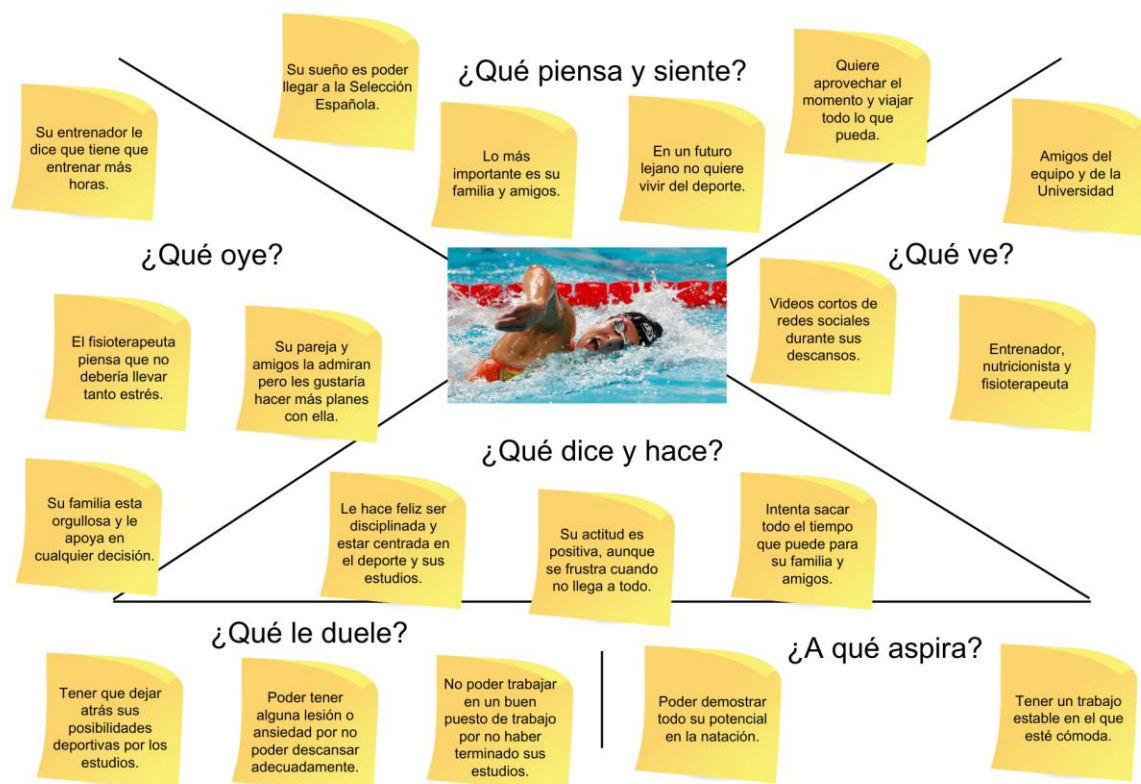 ¿Qué piensa y siente?
Su sueño es poder
llegar a la Selección
Española.
Lo más
importante es su
familia y amigos.
En un futuro
lejano no quiere
vivir del deporte.
Quiere
aprovechar el
momento y viajar
todo lo que
pueda.
Su entrenador le
dice que tiene que
entrenar más
horas.
¿Qué oye?
El fisioterapeuta
piensa que no
debería llevar
tanto estrés.
Su pareja y
amigos la admiran
pero les gustaría
hacer más planes
con ella.
Su familia esta
orgullosa y le
apoya en
cualquier decisión.
Amigos del
equipo y de la
Universidad
¿Qué ve?
Videos cortos de
redes sociales
durante sus
descansos.
Entrenador,
nutricionista y
fisioterapeuta
¿Qué dice y hace?
Le hace feliz ser
disciplinada y
estar centrada en
el deporte y sus
estudios.
Su actitud es
positiva, aunque
se frustra cuando
no llega a todo.
Intenta sacar
todo el tiempo
que puede para
su familia y
amigos.
¿Qué le duele?
Tener que dejar
atrás sus
posibilidades
deportivas por los
estudios.
Poder tener
alguna lesión o
ansiedad por no
poder descansar
adecuadamente.
No poder trabajar
en un buen
puesto de trabajo
por no haber
terminado sus
estudios.
¿A qué aspira?
Poder demostrar
todo su potencial
en la natación.
Tener un trabajo
estable en el que
esté cómoda.